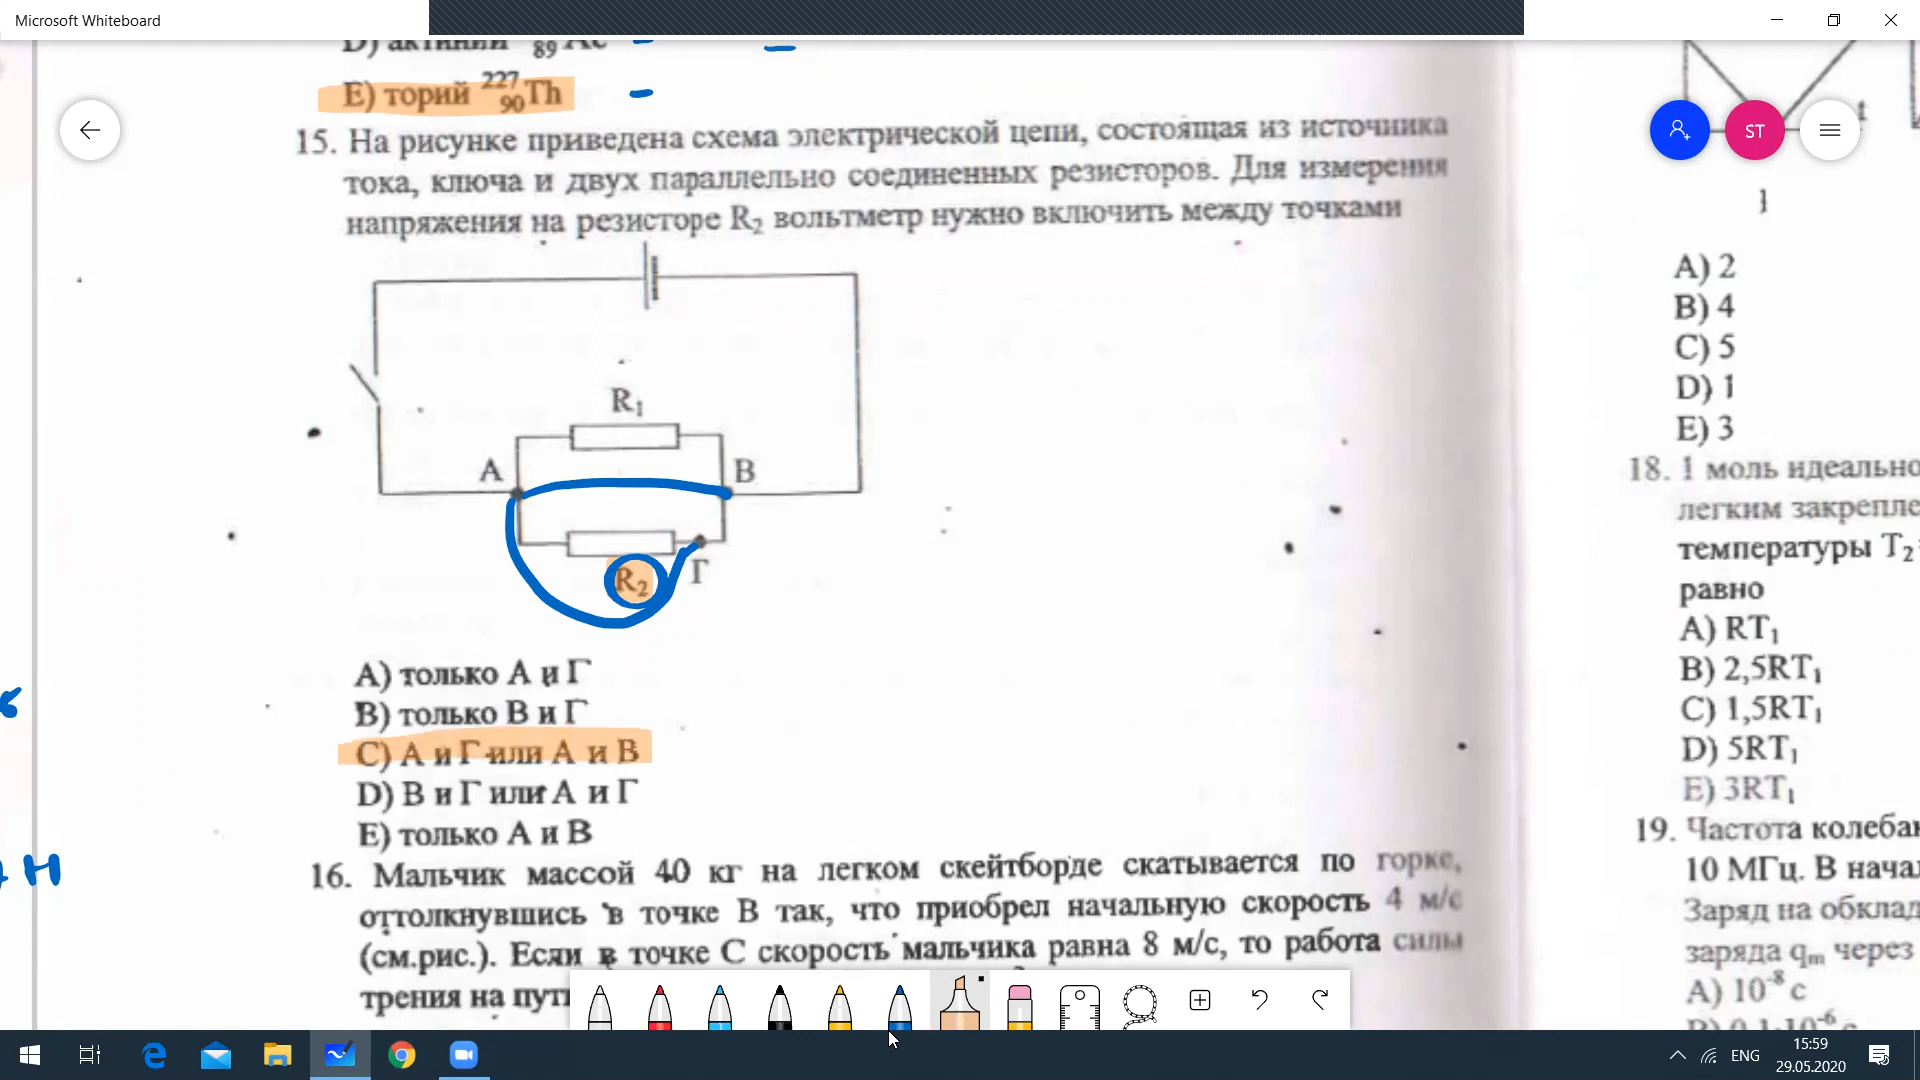 Microsoft Whiteboard
E) торий ²²⁷₉₀Th
15. На рисунке приведена схема электрической цепи, состоящая из источника
тока, ключа и двух параллельно соединенных резисторов. Для измерения
напряжения на резисторе R₂ вольтметр нужно включить между точками
R₁
A
B
R₂
Г
A) только А и Г
B) только В и Г
C) А и Г или А и В
D) В и Г или А и Г
E) только А и В
16. Мальчик массой 40 кг на легком скейтборде скатывается по горке,
оттолкнувшись в точке В так, что приобрел начальную скорость 4 м/с
(см.рис.). Если в точке С скорость мальчика равна 8 м/с, то работа силы
трения на пути
H
ST
A) 2
B) 4
C) 5
D) 1
E) 3
18. 1 моль идеально
легким закрепле
температуры T₂
равно
A) RT₁
B) 2,5RT₁
C) 1,5RT₁
D) 5RT₁
E) 3RT₁
19. Частота колебан
10 МГц. В нача
Заряд на обклад
заряда qₘ через
A) 10⁻⁸ с
ENG
15:59
29.05.2020